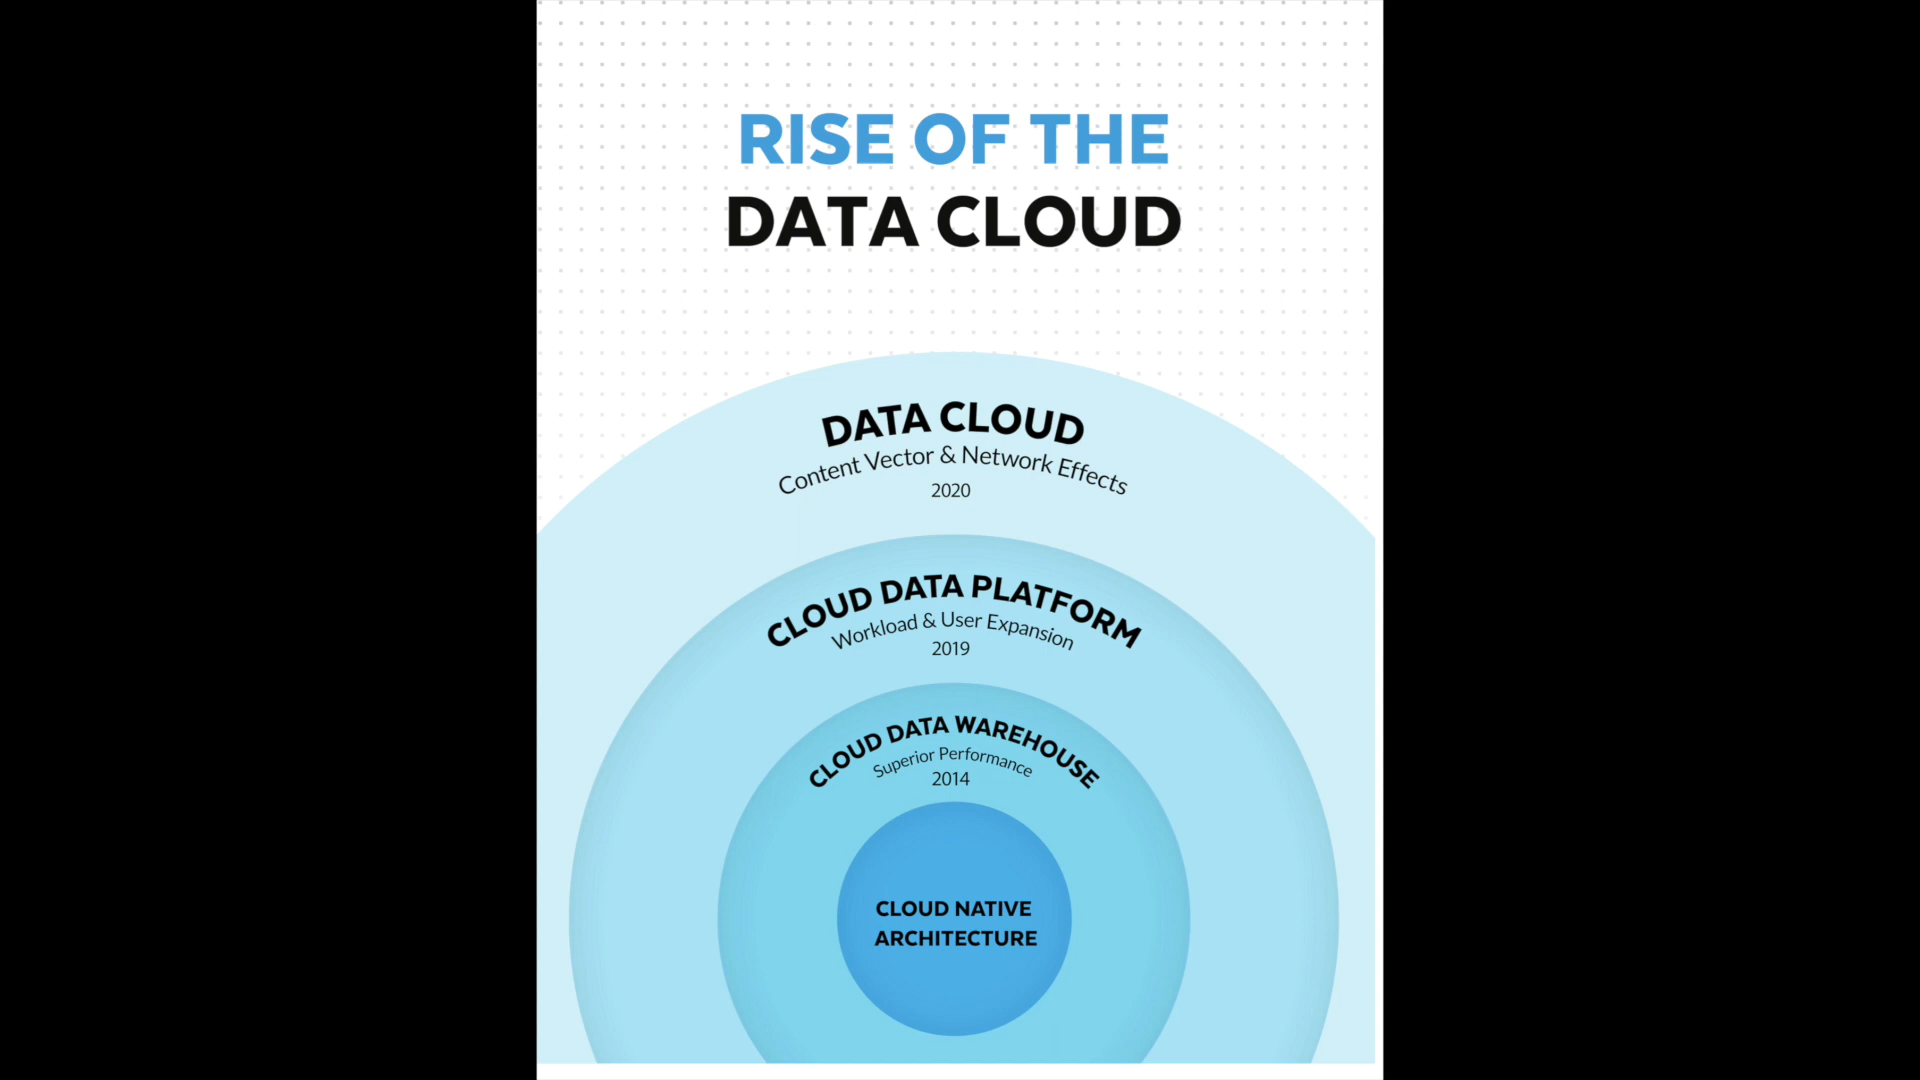 RISE OF THE
DATA CLOUD
DATA CLOUD
Content Vector & Network Effects
2020
CLOUD DATA PLATFORM
Workload & User Expansion
2019
CLOUD DATA WAREHOUSE
Superior Performance
2014
CLOUD NATIVE
ARCHITECTURE